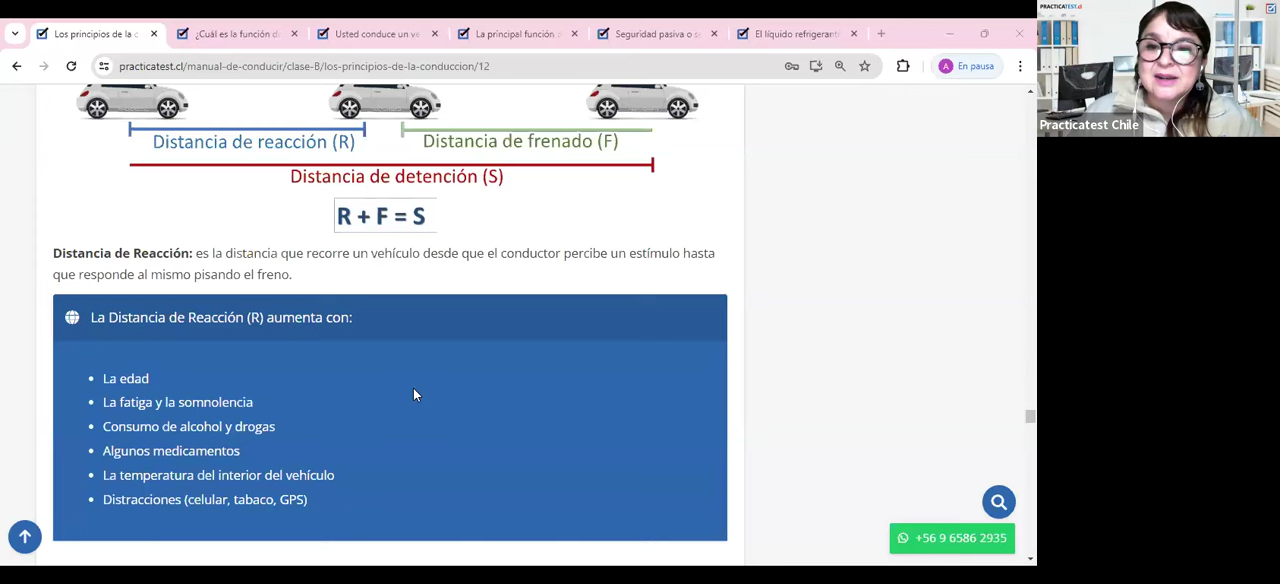 Los principios de la c
¿Cuál es la función d
Usted conduce un ve
La principal función
Seguridad pasiva o s
El líquido refrigerant
practicatest.cl/manual-de-conducir/clase-B/los-principios-de-la-conduccion/12
A En pausa
PRACTICATEST.cl
Practicatest Chile
Distancia de reacción (R)
Distancia de frenado (F)
Distancia de detención (S)
R + F = S
Distancia de Reacción: es la distancia que recorre un vehículo desde que el conductor percibe un estímulo hasta
que responde al mismo pisando el freno.
La Distancia de Reacción (R) aumenta con:
• La edad
• La fatiga y la somnolencia
• Consumo de alcohol y drogas
• Algunos medicamentos
• La temperatura del interior del vehículo
• Distracciones (celular, tabaco, GPS)
+56 9 6586 2935